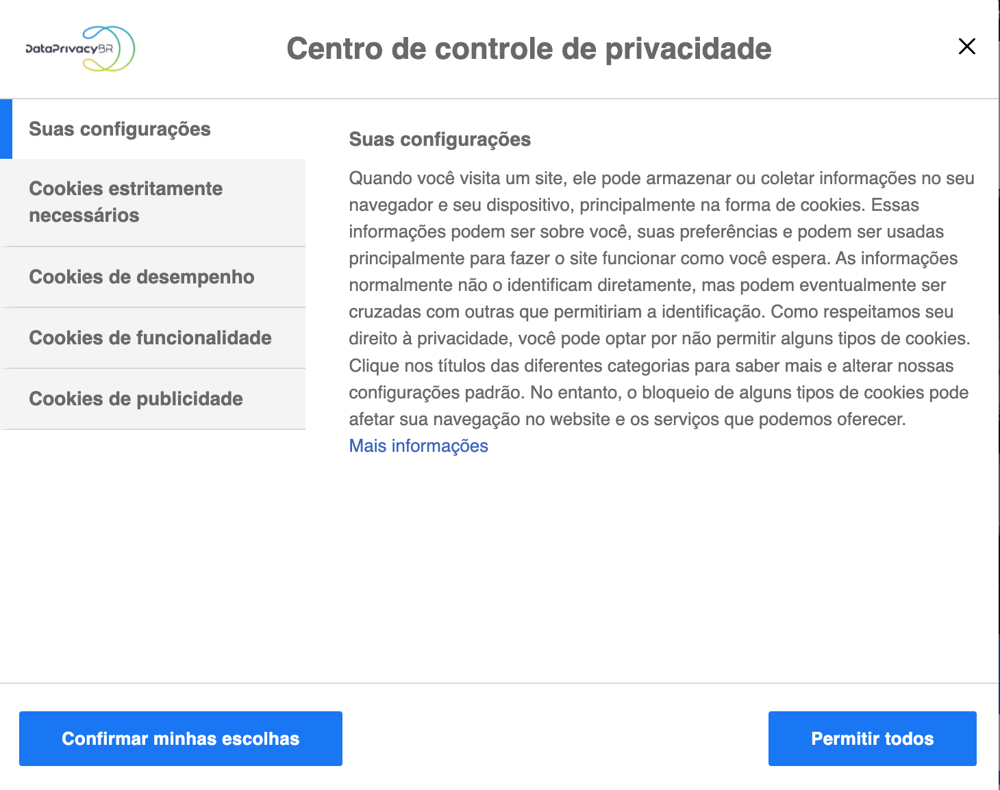 DataPrivacyBR
Centro de controle de privacidade
Suas configurações
Cookies estritamente
necessários
Cookies de desempenho
Cookies de funcionalidade
Cookies de publicidade
Suas configurações
Quando você visita um site, ele pode armazenar ou coletar informações no seu
navegador e seu dispositivo, principalmente na forma de cookies. Essas
informações podem ser sobre você, suas preferências e podem ser usadas
principalmente para fazer o site funcionar como você espera. As informações
normalmente não o identificam diretamente, mas podem eventualmente ser
cruzadas com outras que permitiriam a identificação. Como respeitamos seu
direito à privacidade, você pode optar por não permitir alguns tipos de cookies.
Clique nos títulos das diferentes categorias para saber mais e alterar nossas
configurações padrão. No entanto, o bloqueio de alguns tipos de cookies pode
afetar sua navegação no website e os serviços que podemos oferecer.
Mais informações
Confirmar minhas escolhas
Permitir todos